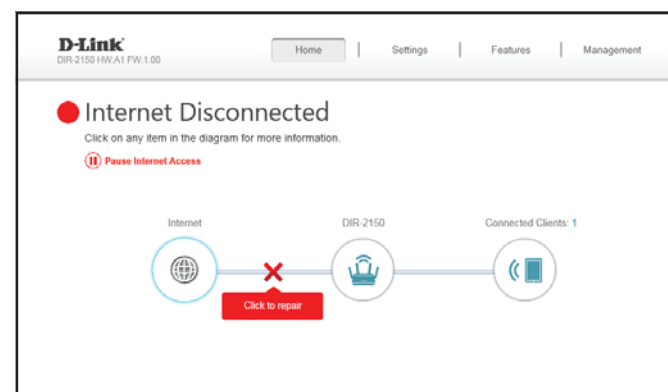 D-Link
DIR-2150 HW:A1 FW:1.00
Home | Settings | Features | Management
Internet Disconnected
Click on any item in the diagram for more information.
Pause Internet Access
Internet DIR-2150 Connected Clients: 1
Click to repair